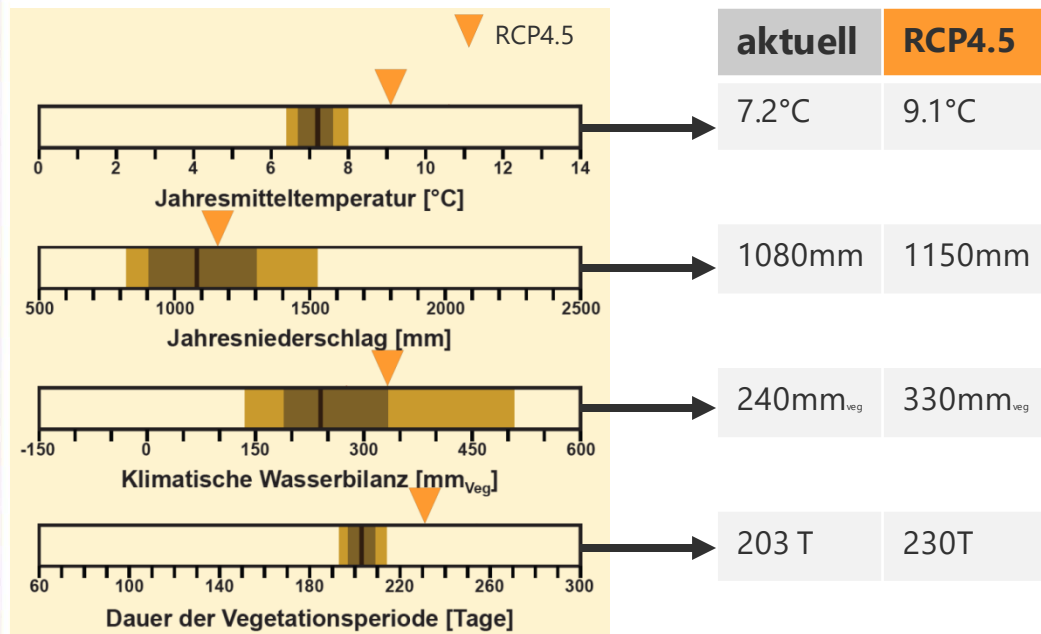 RCP4.5
0 2 4 6 8 10 12 14
Jahresmitteltemperatur [°C]
500 1000 1500 2000 2500
Jahresniederschlag [mm]
-150 0 150 300 450 600
Klimatische Wasserbilanz [mmVeg]
60 100 140 180 220 260 300
Dauer der Vegetationsperiode [Tage]
aktuell RCP4.5
7.2°C 9.1°C
1080mm 1150mm
240mmveg 330mmveg
203 T 230T